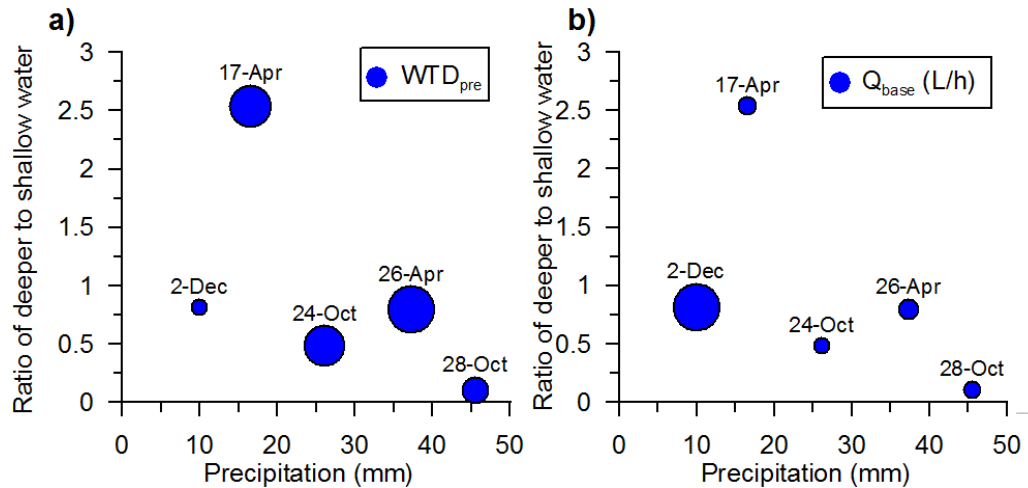 a)
Ratio of deeper to shallow water
3
2.5
2
1.5
1
0.5
0
WTDpre
17-Apr
2-Dec
24-Oct
26-Apr
28-Oct
0 10 20 30 40 50
Precipitation (mm)
b)
Ratio of deeper to shallow water
3
2.5
2
1.5
1
0.5
0
Qbase (L/h)
17-Apr
2-Dec
24-Oct
26-Apr
28-Oct
0 10 20 30 40 50
Precipitation (mm)